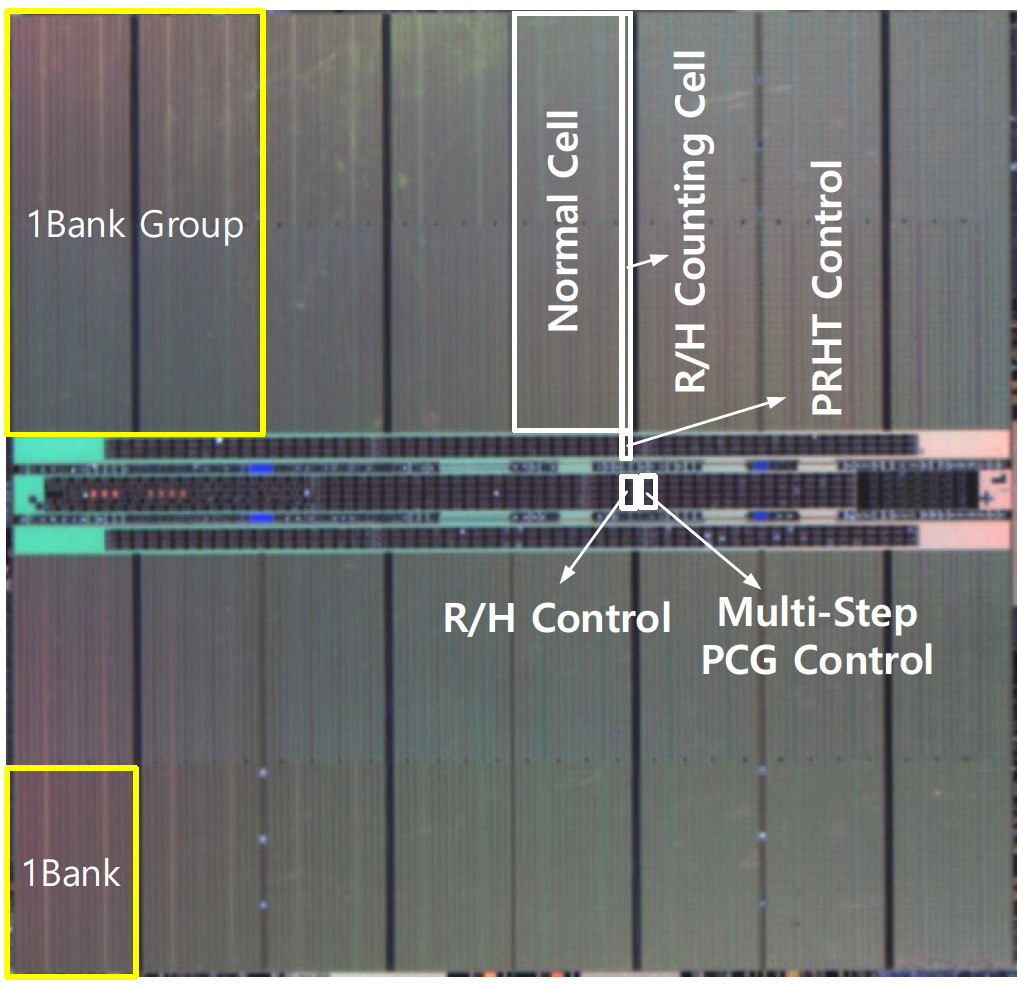 1Bank Group
Normal Cell
R/H Counting Cell
PRHT Control
R/H Control
Multi-Step
PCG Control
1Bank